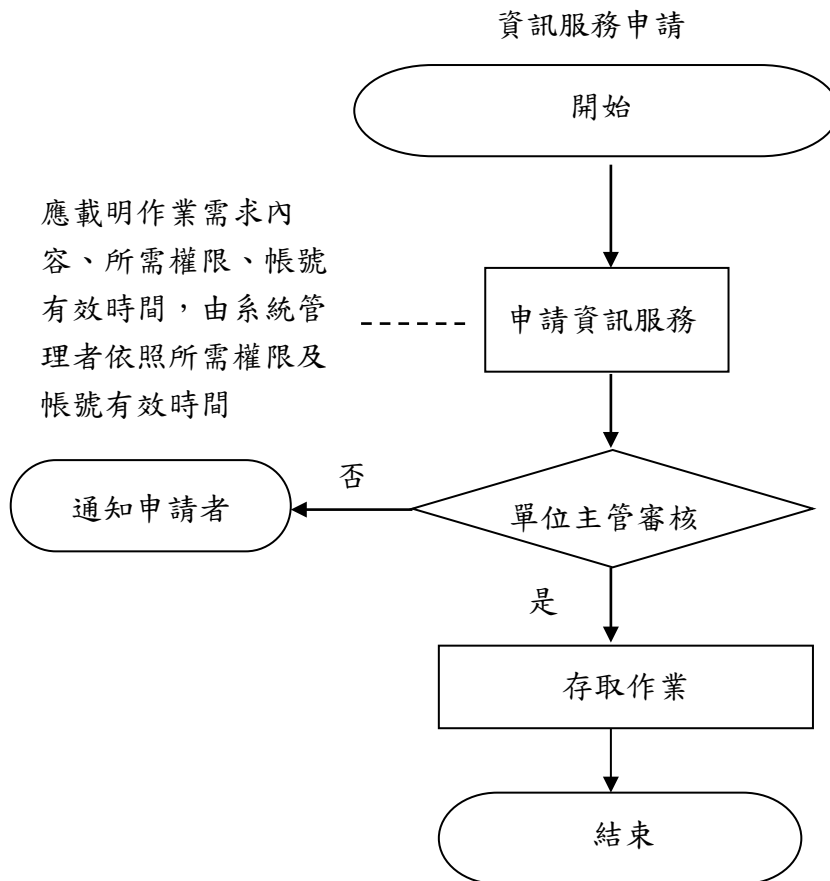 資訊服務申請
開始
應載明作業需求內
容、所需權限、帳號
有效時間，由系統管
理者依照所需權限及
帳號有效時間
申請資訊服務
否
通知申請者
單位主管審核
是
存取作業
結束